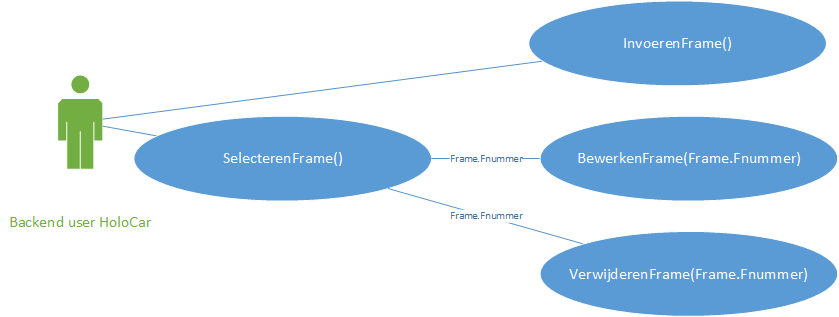 InvoerenFrame()
SelecterenFrame()
Frame.Fnummer
BewerkenFrame(Frame.Fnummer)
Frame.Fnummer
Backend user HoloCar
VerwijderenFrame(Frame.Fnummer)